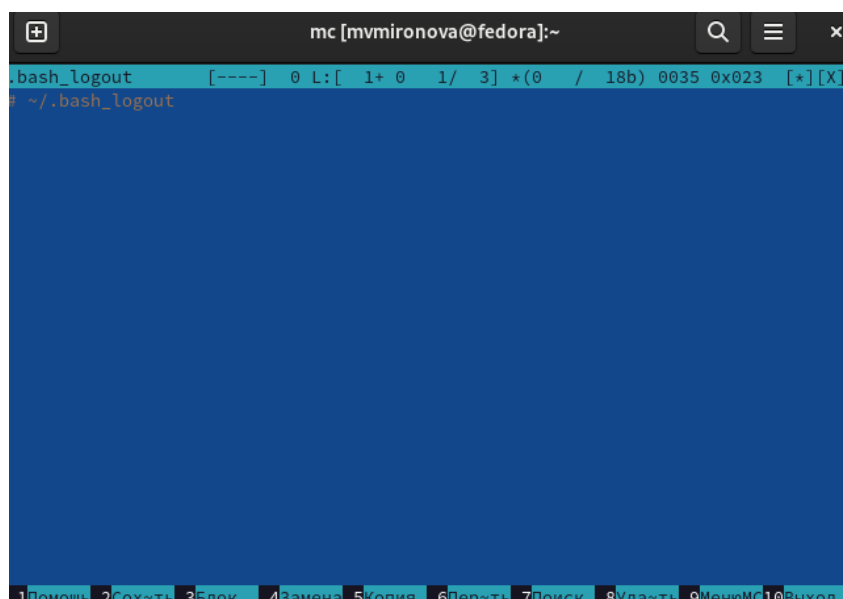 mc [mvmironova@fedora]:~
.bash_logout [----] 0 L:[ 1+ 0 1/ 3] *(0 / 18b) 0035 0x023 [*][X]
# ~/.bash_logout
1Помощь 2Сох~ть 3Блок 4Замена 5Копия 6Пер~ть 7Поиск 8Уда~ть 9МенюMC 10Выход